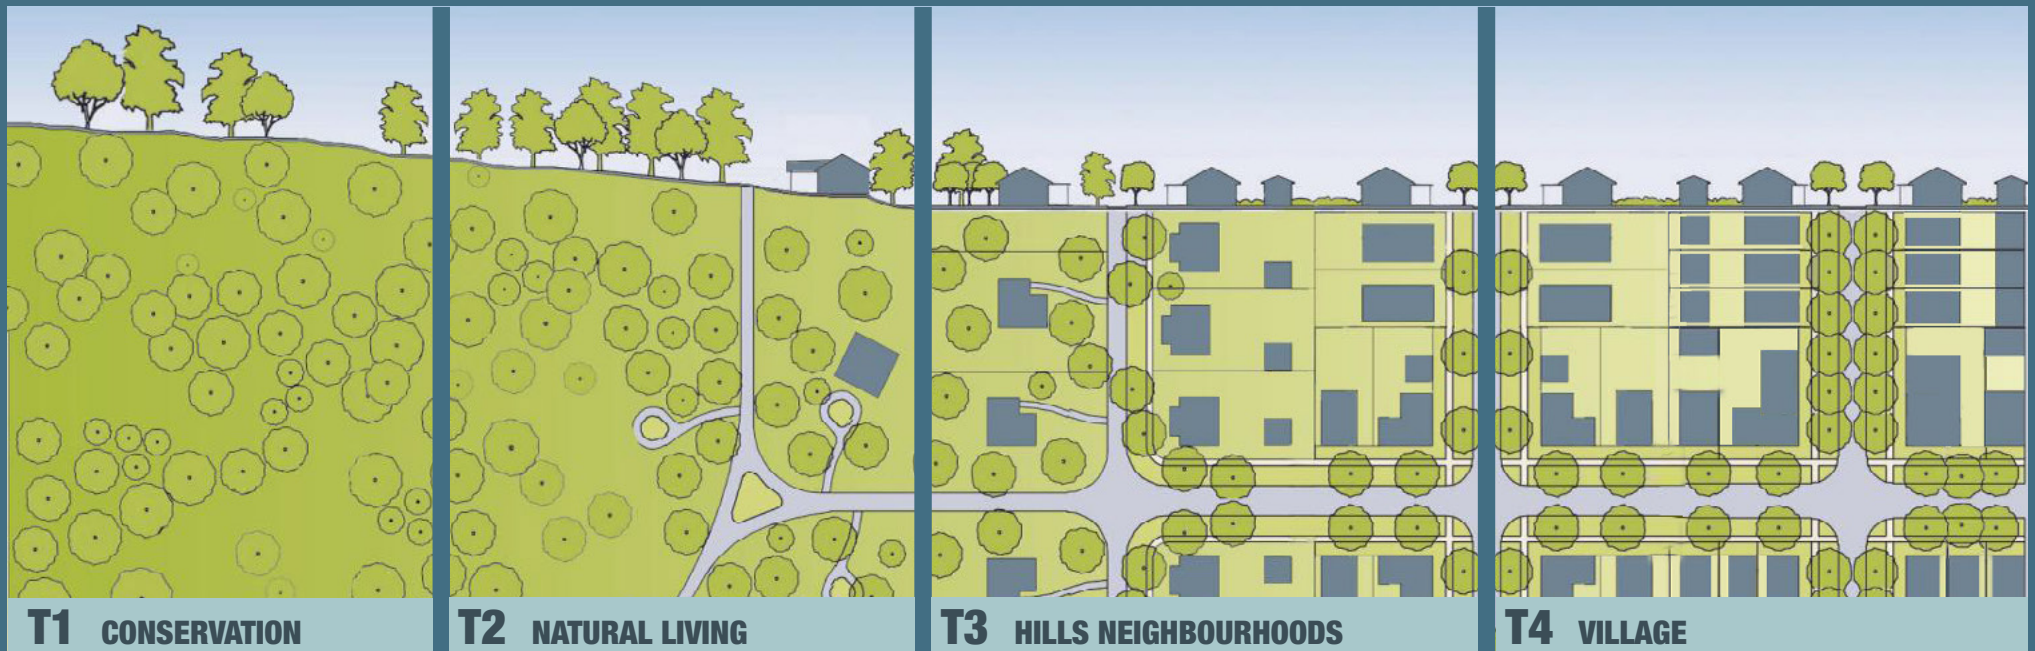 T1 CONSERVATION
T2 NATURAL LIVING
T3 HILLS NEIGHBOURHOODS
T4 VILLAGE